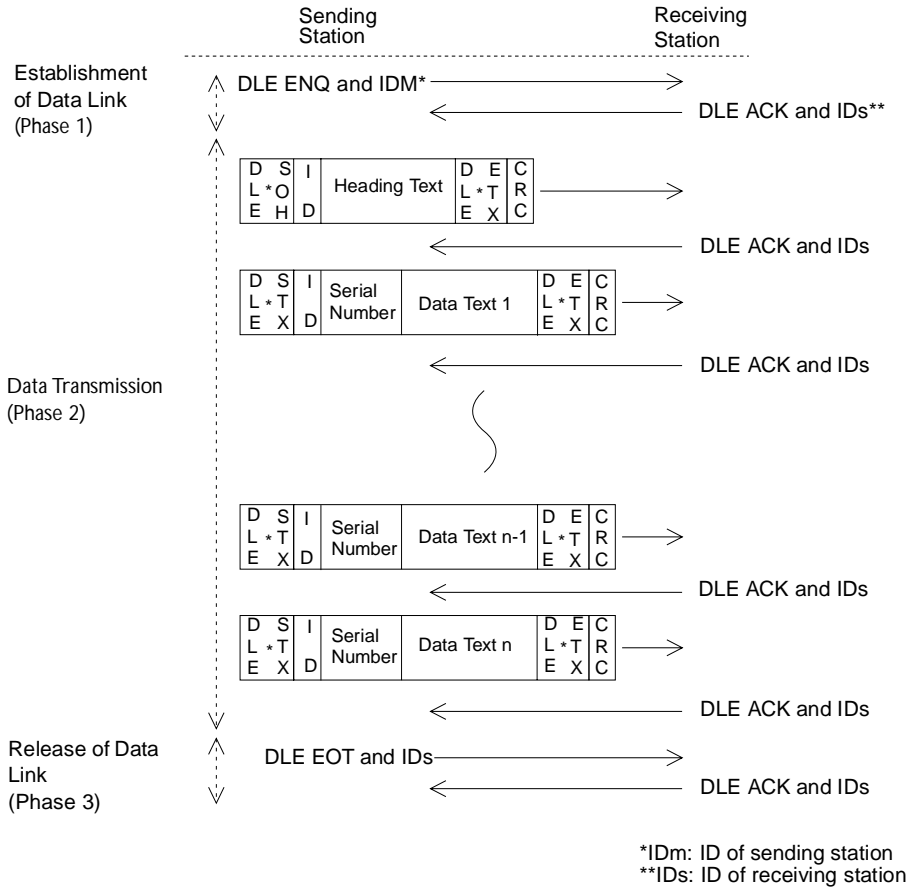 Sending
Station
Receiving
Station
Establishment
of Data Link
(Phase 1)
DLE ENQ and IDM*
DLE ACK and IDs**
D S I
L * O Heading Text
E H D
D E C
L * T R
E X C
DLE ACK and IDs
D S I
L * T
E X D
Serial
Number
Data Text 1
D E C
L * T R
E X C
DLE ACK and IDs
Data Transmission
(Phase 2)
D S I
L * T
E X D
Serial
Number
Data Text n-1
D E C
L * T R
E X C
DLE ACK and IDs
D S I
L * T
E X D
Serial
Number
Data Text n
D E C
L * T R
E X C
DLE ACK and IDs
Release of Data
Link
(Phase 3)
DLE EOT and IDs
DLE ACK and IDs
*IDm: ID of sending station
**IDs: ID of receiving station